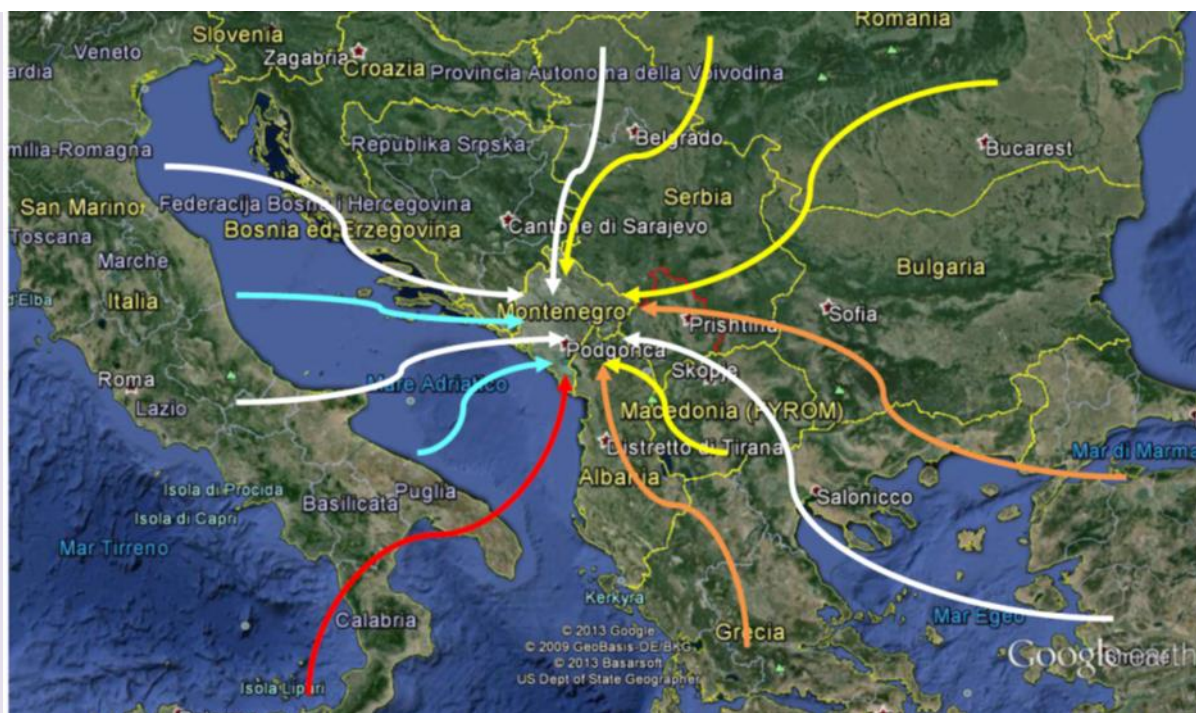 Romania
Slovenia
Veneto
Zagabria
Croazia
Provincia Autonoma della Voivodina
Belgrado
Republika Srpska
Bucarest
San Marino
Federacija Bosne i Hercegovina
Serbia
Toscana
Cantone di Sarajevo
Bosnia ed Erzegovina
Marche
Bulgaria
Italia
Montenegro
Prishtina
Sofia
Podgorica
Skopje
Roma
Mare Adriatico
Lazio
Macedonia (FYROM)
Distretto di Tirana
Mar di Marma
Albania
Puglia
Isola di Procida
Basilicata
Salonicco
Isola di Capri
Mar Tirreno
Kerkyra
Calabria
Mar Egeo
Grecia
© 2013 Google
© 2009 GeoBasis-DE/BKG
© 2013 Basarsoft
US Dept of State Geographer
Google earth
Isola Lipari